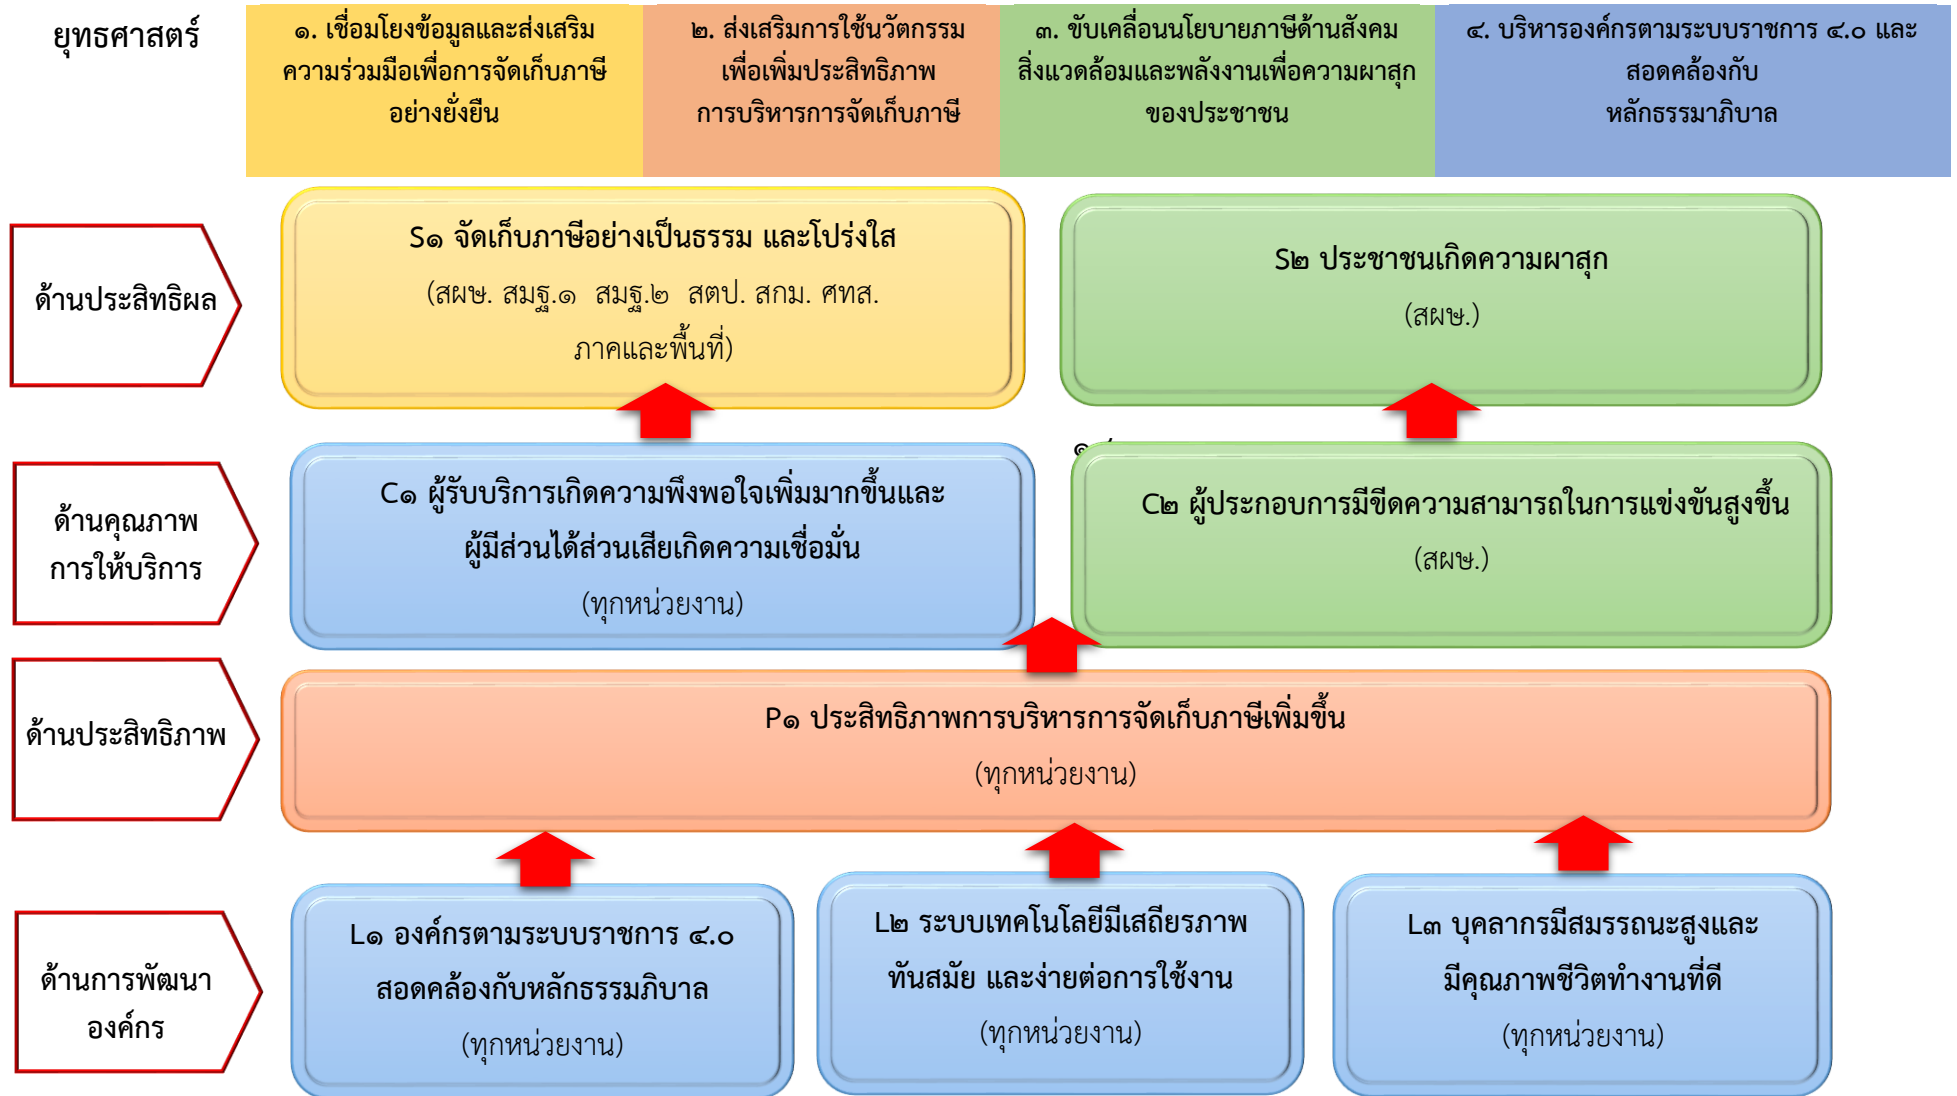 ยุทธศาสตร์
๑. เชื่อมโยงข้อมูลและส่งเสริม
ความร่วมมือเพื่อการจัดเก็บภาษี
อย่างยั่งยืน
๒. ส่งเสริมการใช้นวัตกรรม
เพื่อเพิ่มประสิทธิภาพ
การบริหารการจัดเก็บภาษี
๓. ขับเคลื่อนนโยบายภาษีด้านสังคม
สิ่งแวดล้อมและพลังงานเพื่อความผาสุก
ของประชาชน
๔. บริหารองค์กรตามระบบราชการ ๔.๐ และ
สอดคล้องกับ
หลักธรรมาภิบาล
ด้านประสิทธิผล
S๑ จัดเก็บภาษีอย่างเป็นธรรม และโปร่งใส
(สผษ. สมฐ.๑ สมฐ.๒ สตป. สกม. ศทส.
ภาคและพื้นที่)
S๒ ประชาชนเกิดความผาสุก
(สผษ.)
ด้านคุณภาพ
การให้บริการ
C๑ ผู้รับบริการเกิดความพึงพอใจเพิ่มมากขึ้นและ
ผู้มีส่วนได้ส่วนเสียเกิดความเชื่อมั่น
(ทุกหน่วยงาน)
C๒ ผู้ประกอบการมีขีดความสามารถในการแข่งขันสูงขึ้น
(สผษ.)
ด้านประสิทธิภาพ
P๑ ประสิทธิภาพการบริหารการจัดเก็บภาษีเพิ่มขึ้น
(ทุกหน่วยงาน)
ด้านการพัฒนา
องค์กร
L๑ องค์กรตามระบบราชการ ๔.๐
สอดคล้องกับหลักธรรมภิบาล
(ทุกหน่วยงาน)
L๒ ระบบเทคโนโลยีมีเสถียรภาพ
ทันสมัย และง่ายต่อการใช้งาน
(ทุกหน่วยงาน)
L๓ บุคลากรมีสมรรถนะสูงและ
มีคุณภาพชีวิตทำงานที่ดี
(ทุกหน่วยงาน)